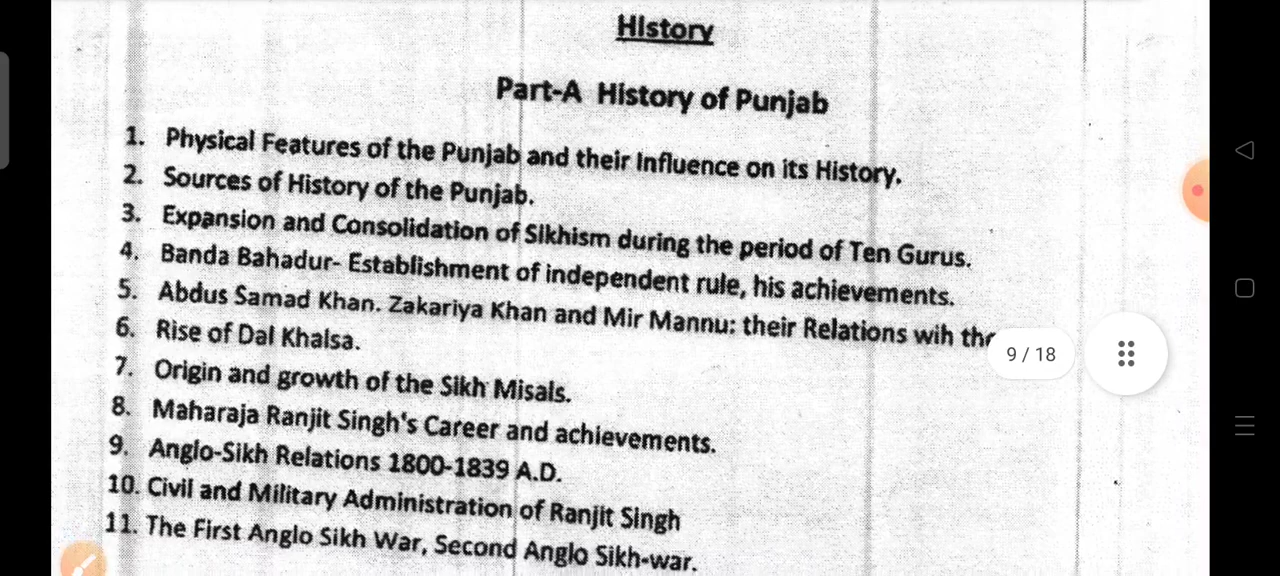 History
Part-A History of Punjab
1. Physical Features of the Punjab and their Influence on its History.
2. Sources of History of the Punjab.
3. Expansion and Consolidation of Sikhism during the period of Ten Gurus.
4. Banda Bahadur- Establishment of independent rule, his achievements.
5. Abdus Samad Khan. Zakariya Khan and Mir Mannu: their Relations wih the
6. Rise of Dal Khalsa.
7. Origin and growth of the Sikh Misals.
8. Maharaja Ranjit Singh's Career and achievements.
9. Anglo-Sikh Relations 1800-1839 A.D.
10. Civil and Military Administration of Ranjit Singh
11. The First Anglo Sikh War, Second Anglo Sikh-war.
9 / 18